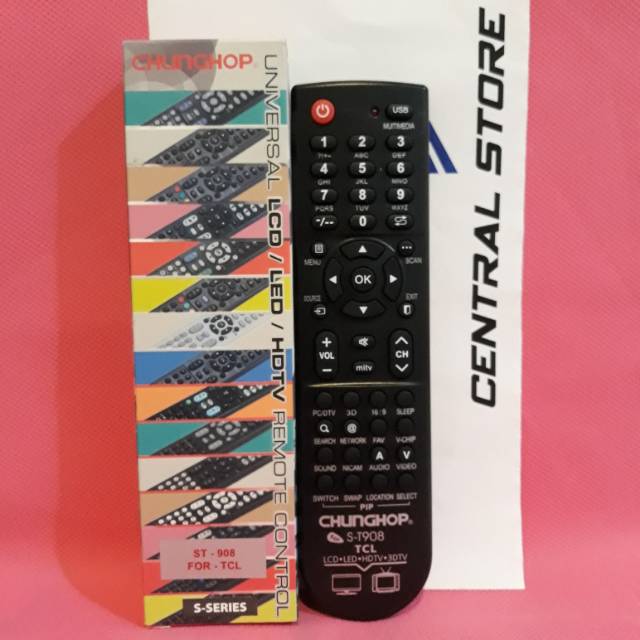 CHUNGHOP®
UNIVERSAL LCD / LED / HDTV REMOTE CONTROL
ST - 908
FOR - TCL
S-SERIES
USB
MULTIMEDIA
1 2 3
ABC DEF
4 5 6
GHI JKL MNO
7 8 9
PQRS TUV WXYZ
-/-- 0
MENU SCAN
OK
SOURCE EXIT
+ VOL -
CH
mitv
PC/DTV 3D 16:9 SLEEP
@
SEARCH NETWORK FAV V-CHIP
A V
SOUND NICAM AUDIO VIDEO
SWITCH SWAP LOCATION SELECT
PIP
CHUNGHOP®
S-T908
TCL
LCD•LED•HDTV•3DTV
CENTRAL STORE